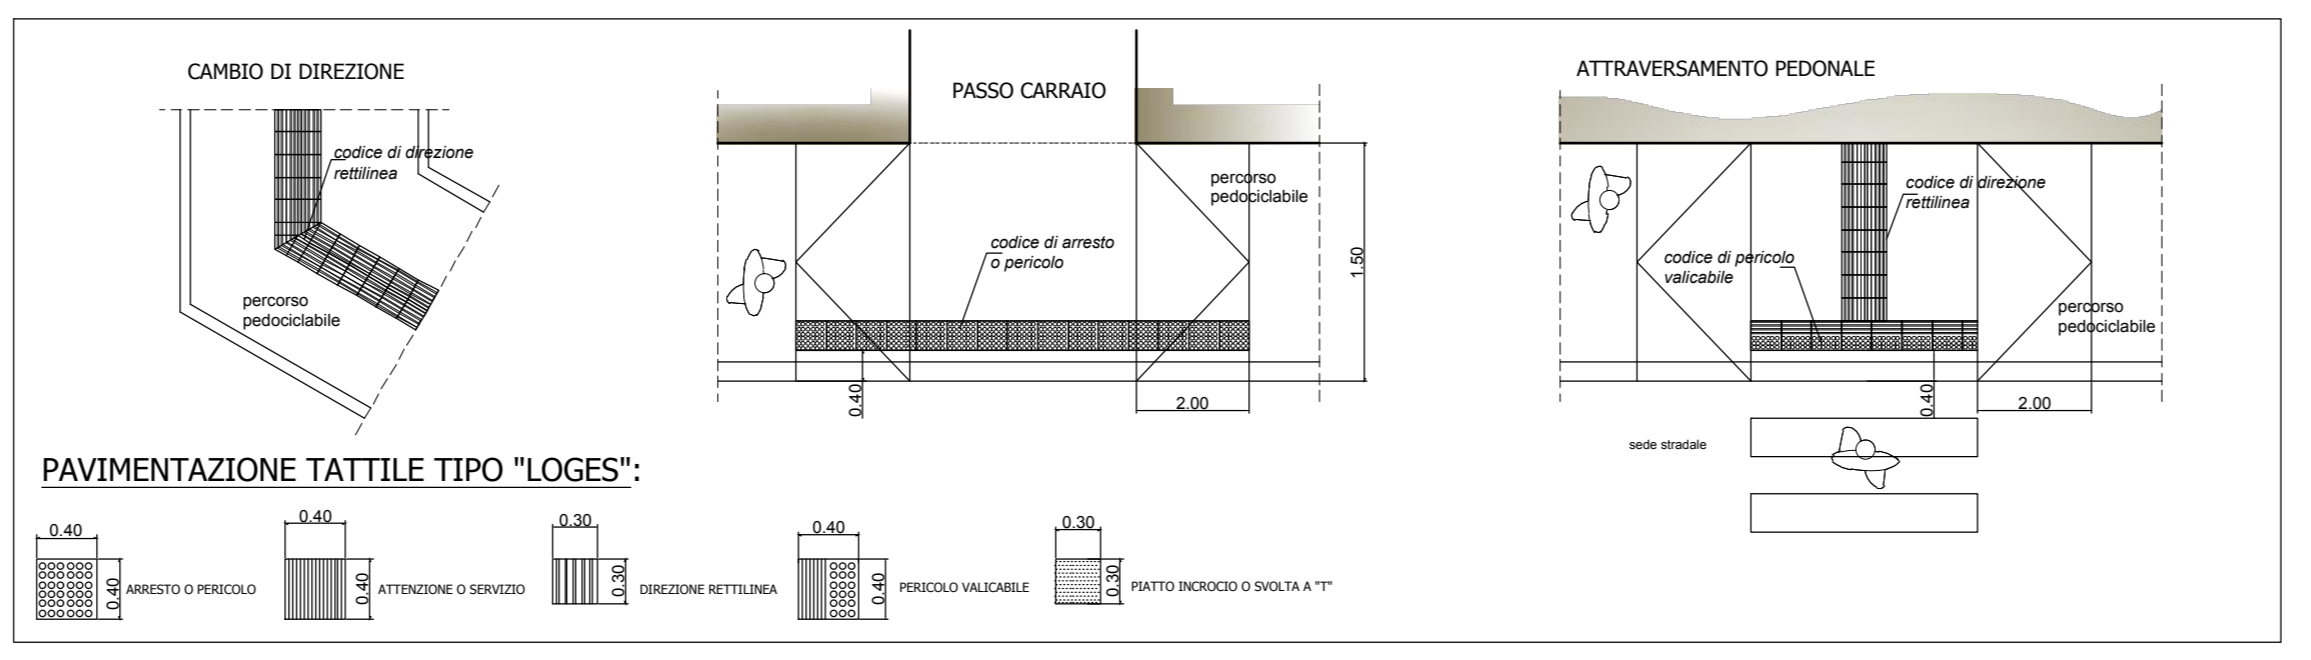 CAMBIO DI DIREZIONE
codice di direzione
rettilinea
percorso
pedociclabile
PASSO CARRAIO
percorso
pedociclabile
codice di arresto
o pericolo
1.50
0.40
2.00
ATTRAVERSAMENTO PEDONALE
codice di direzione
rettilinea
codice di pericolo
valicabile
percorso
pedociclabile
0.40
2.00
sede stradale
PAVIMENTAZIONE TATTILE TIPO "LOGES":
0.40
0.40
ARRESTO O PERICOLO
0.40
0.40
ATTENZIONE O SERVIZIO
0.30
0.30
DIREZIONE RETTILINEA
0.40
0.40
PERICOLO VALICABILE
0.30
0.30
PIATTO INCROCIO O SVOLTA A "T"